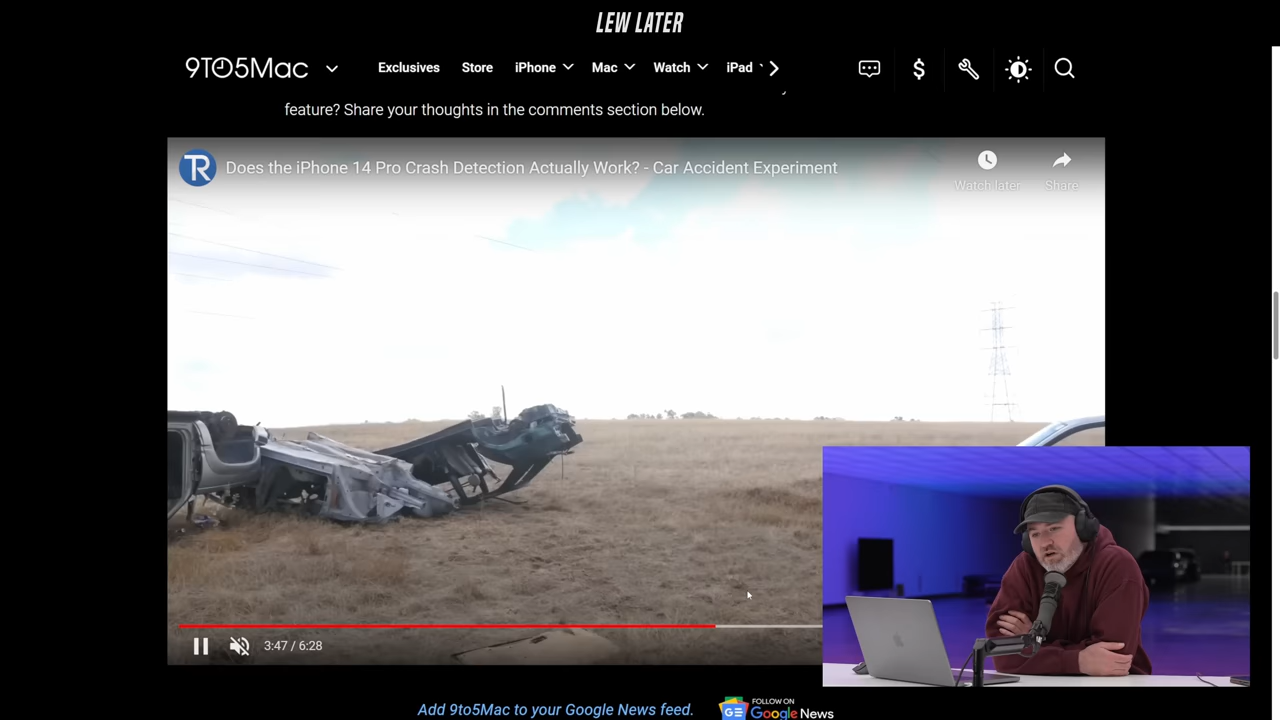 LEW LATER
9TO5Mac
Exclusives Store iPhone Mac Watch iPad
feature? Share your thoughts in the comments section below.
TR
Does the iPhone 14 Pro Crash Detection Actually Work? - Car Accident Experiment
Watch later
Share
3:47 / 6:28
Add 9to5Mac to your Google News feed.
GE
FOLLOW ON
Google News